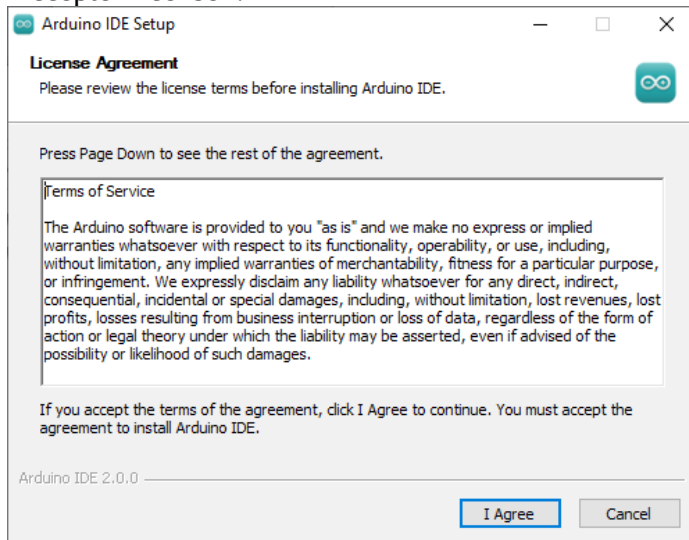 Arduino IDE Setup
License Agreement
Please review the license terms before installing Arduino IDE.
Press Page Down to see the rest of the agreement.
Terms of Service
The Arduino software is provided to you "as is" and we make no express or implied
warranties whatsoever with respect to its functionality, operability, or use, including,
without limitation, any implied warranties of merchantability, fitness for a particular purpose,
or infringement. We expressly disclaim any liability whatsoever for any direct, indirect,
consequential, incidental or special damages, including, without limitation, lost revenues, lost
profits, losses resulting from business interruption or loss of data, regardless of the form of
action or legal theory under which the liability may be asserted, even if advised of the
possibility or likelihood of such damages.
If you accept the terms of the agreement, click I Agree to continue. You must accept the
agreement to install Arduino IDE.
Arduino IDE 2.0.0
I Agree
Cancel